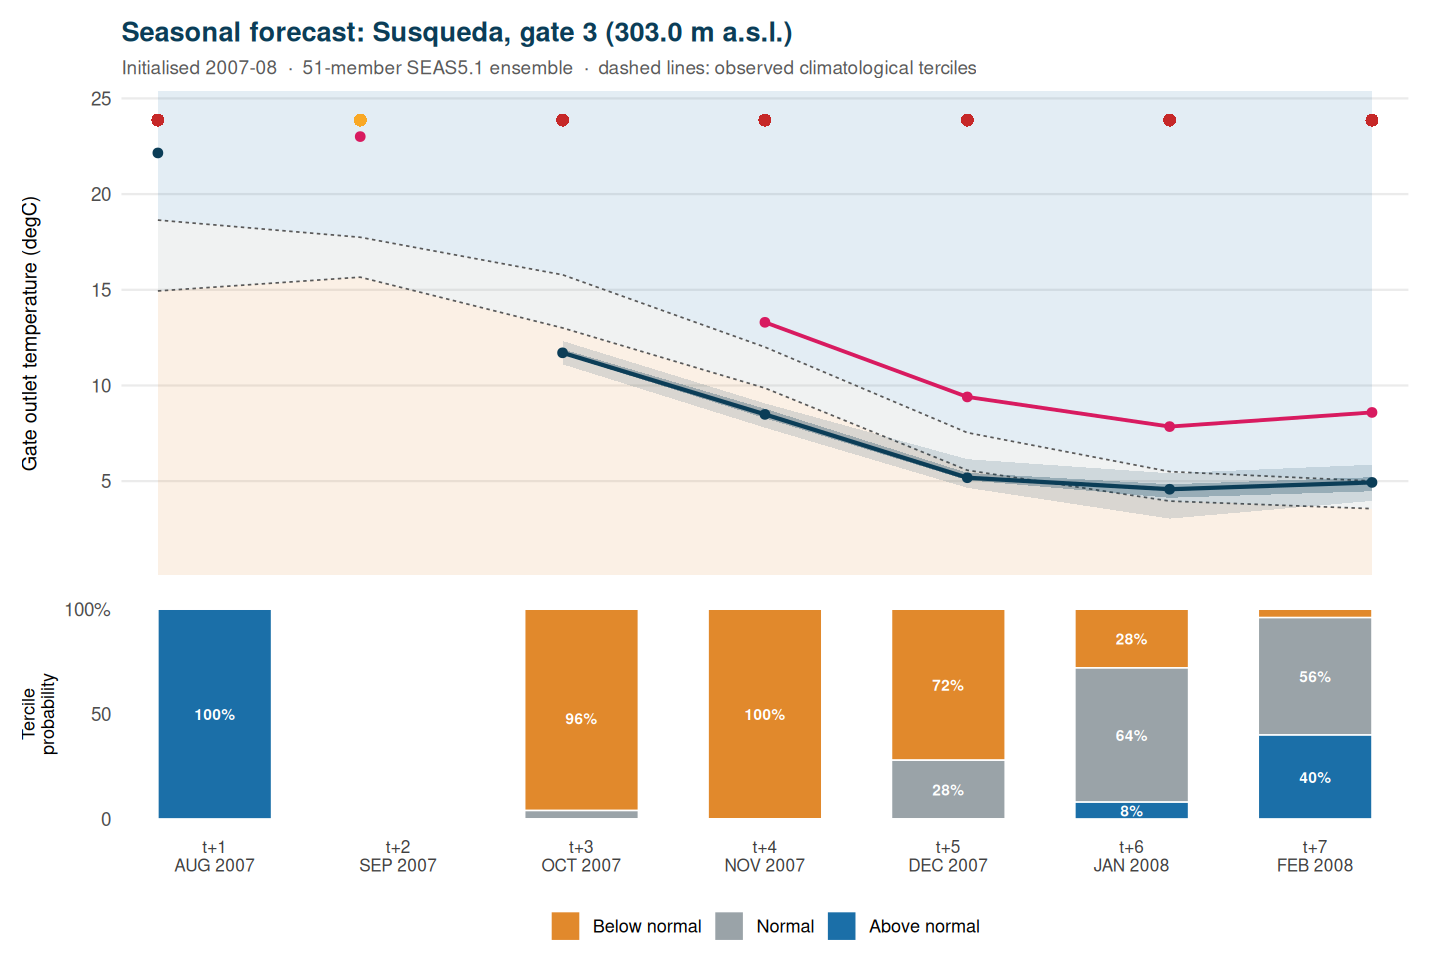 Seasonal forecast: Susqueda, gate 3 (303.0 m a.s.l.)
Initialised 2007-08 · 51-member SEAS5.1 ensemble · dashed lines: observed climatological terciles
Gate outlet temperature (degC)
25
20
15
10
5
Tercile
probability
100%
50
0
100%
96%
100%
72%
28%
28%
64%
8%
56%
40%
t+1
AUG 2007
t+2
SEP 2007
t+3
OCT 2007
t+4
NOV 2007
t+5
DEC 2007
t+6
JAN 2008
t+7
FEB 2008
Below normal
Normal
Above normal